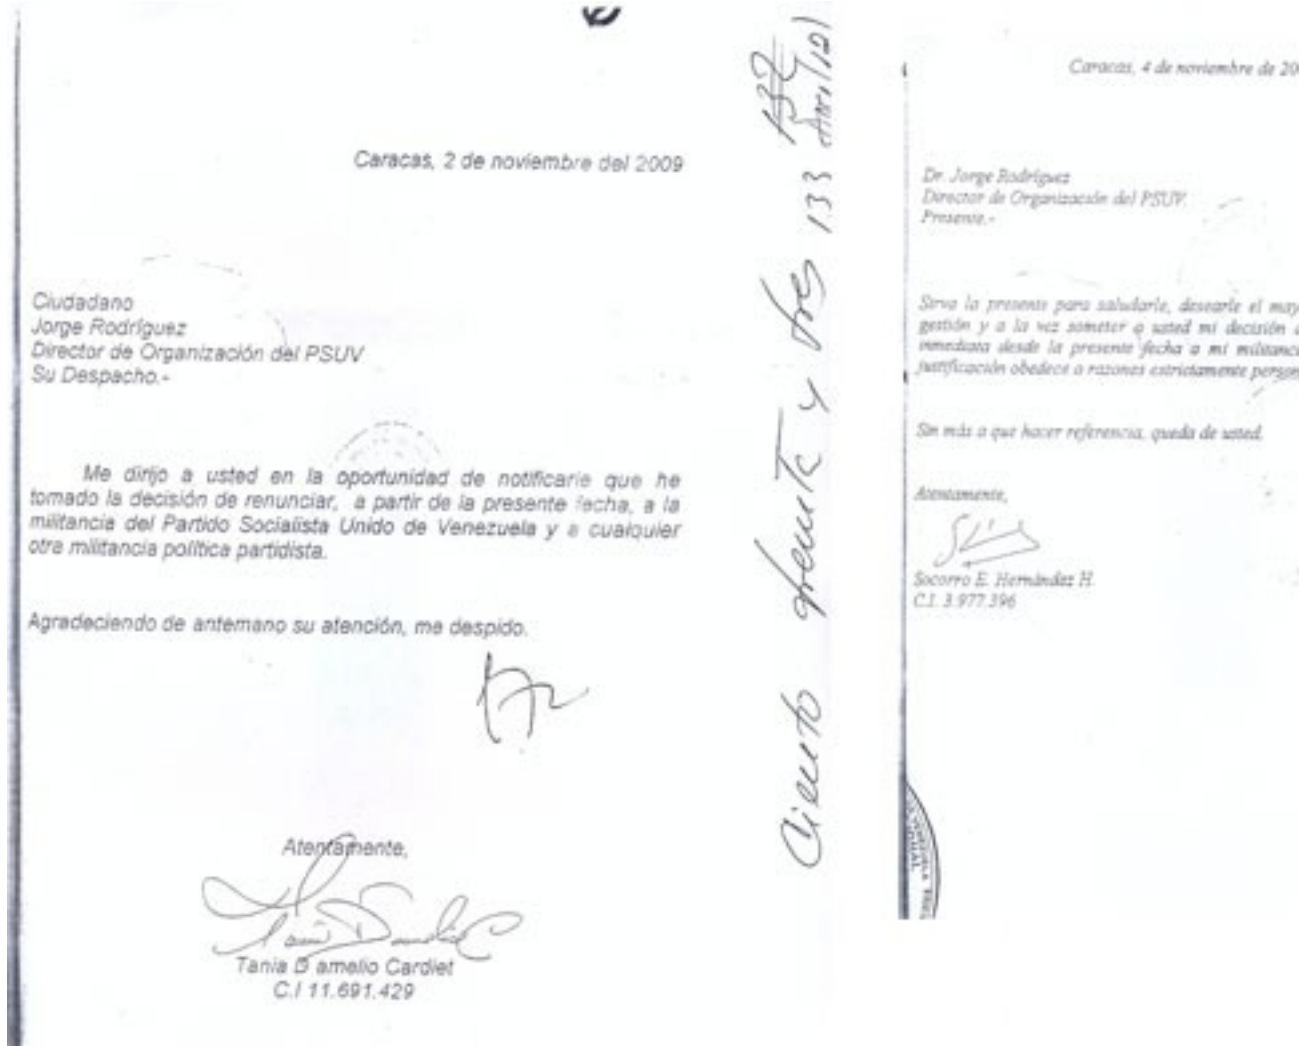 Caracas, 2 de noviembre del 2009
Ciudadano
Jorge Rodríguez
Director de Organización del PSUV
Su Despacho.-
Me dirijo a usted en la oportunidad de notificarle que he
tomado la decisión de renunciar, a partir de la presente fecha, a la
militancia del Partido Socialista Unido de Venezuela y a cualquier
otra militancia política partidista.
Agradeciendo de antemano su atención, me despido.
Atentamente,
Tania D amelio Cardiet
C.I 11.691.429
Ciento treinta y tres 133
Caracas, 4 de noviembre de 20
Dr. Jorge Rodríguez
Director de Organización del PSUV.
Presente.-
Sirva la presente para saludarle, desearle el may
gestión y a la vez someter a usted mi decisión
inmediata desde la presente fecha a mi militanc
justificación obedece a razones estrictamente person
Sin más a que hacer referencia, queda de usted,
Atentamente,
Socorro E. Hernández H.
C.I. 3.977.396